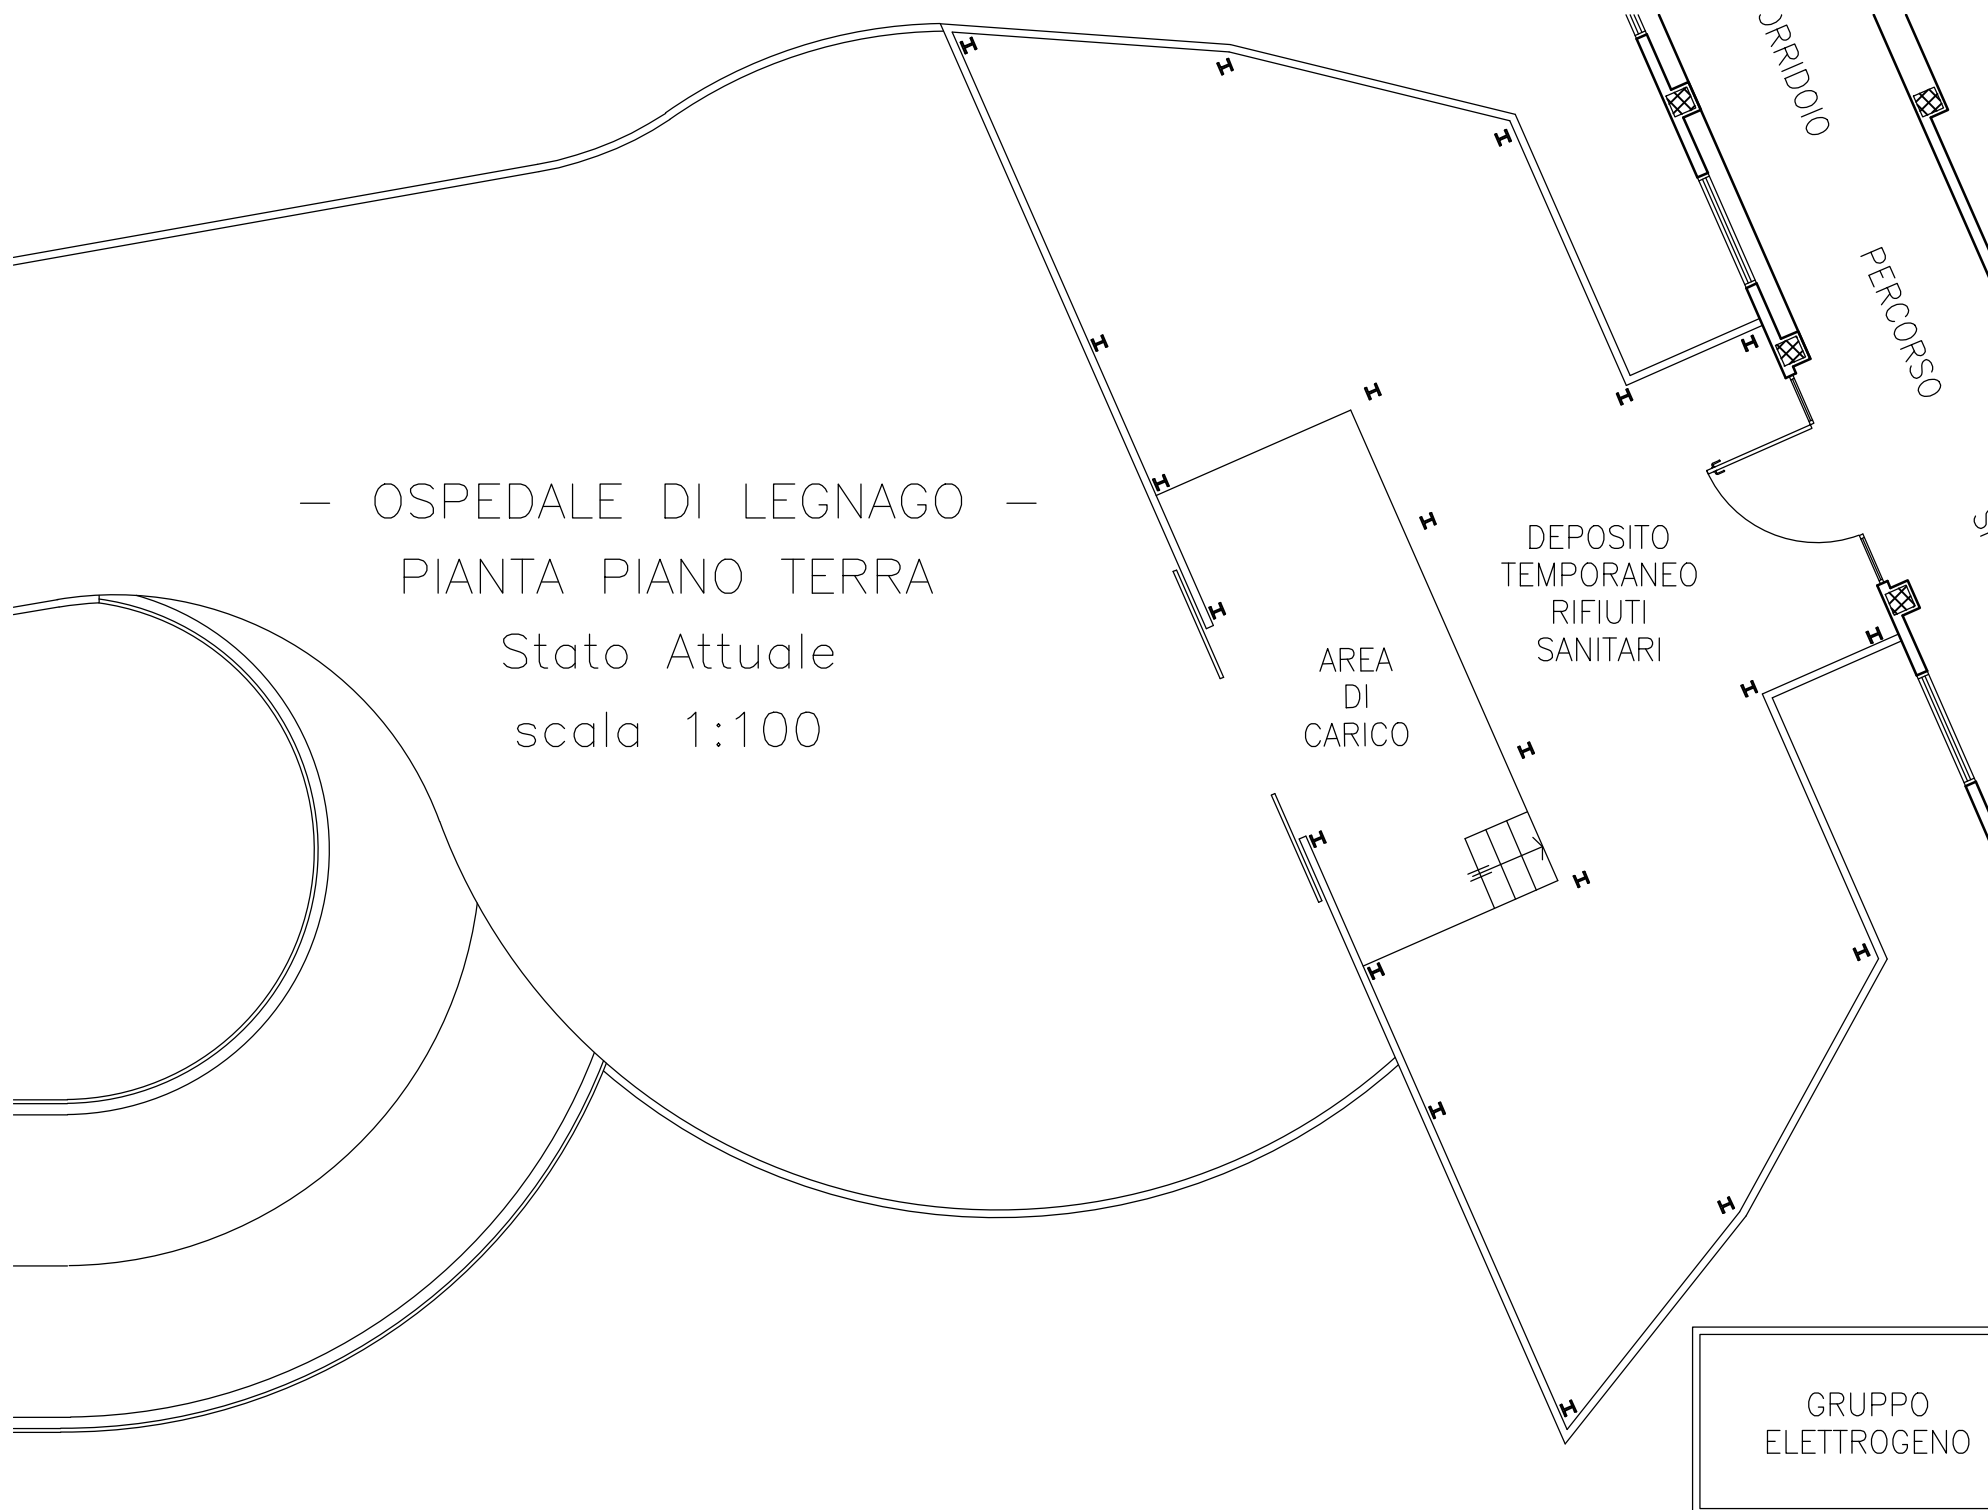 — OSPEDALE DI LEGNAGO —
PIANTA PIANO TERRA
Stato Attuale
scala 1:100
PERCORSO
DEPOSITO
TEMPORANEO
RIFIUTI
SANITARI
AREA
DI
CARICO
GRUPPO
ELETTROGENO